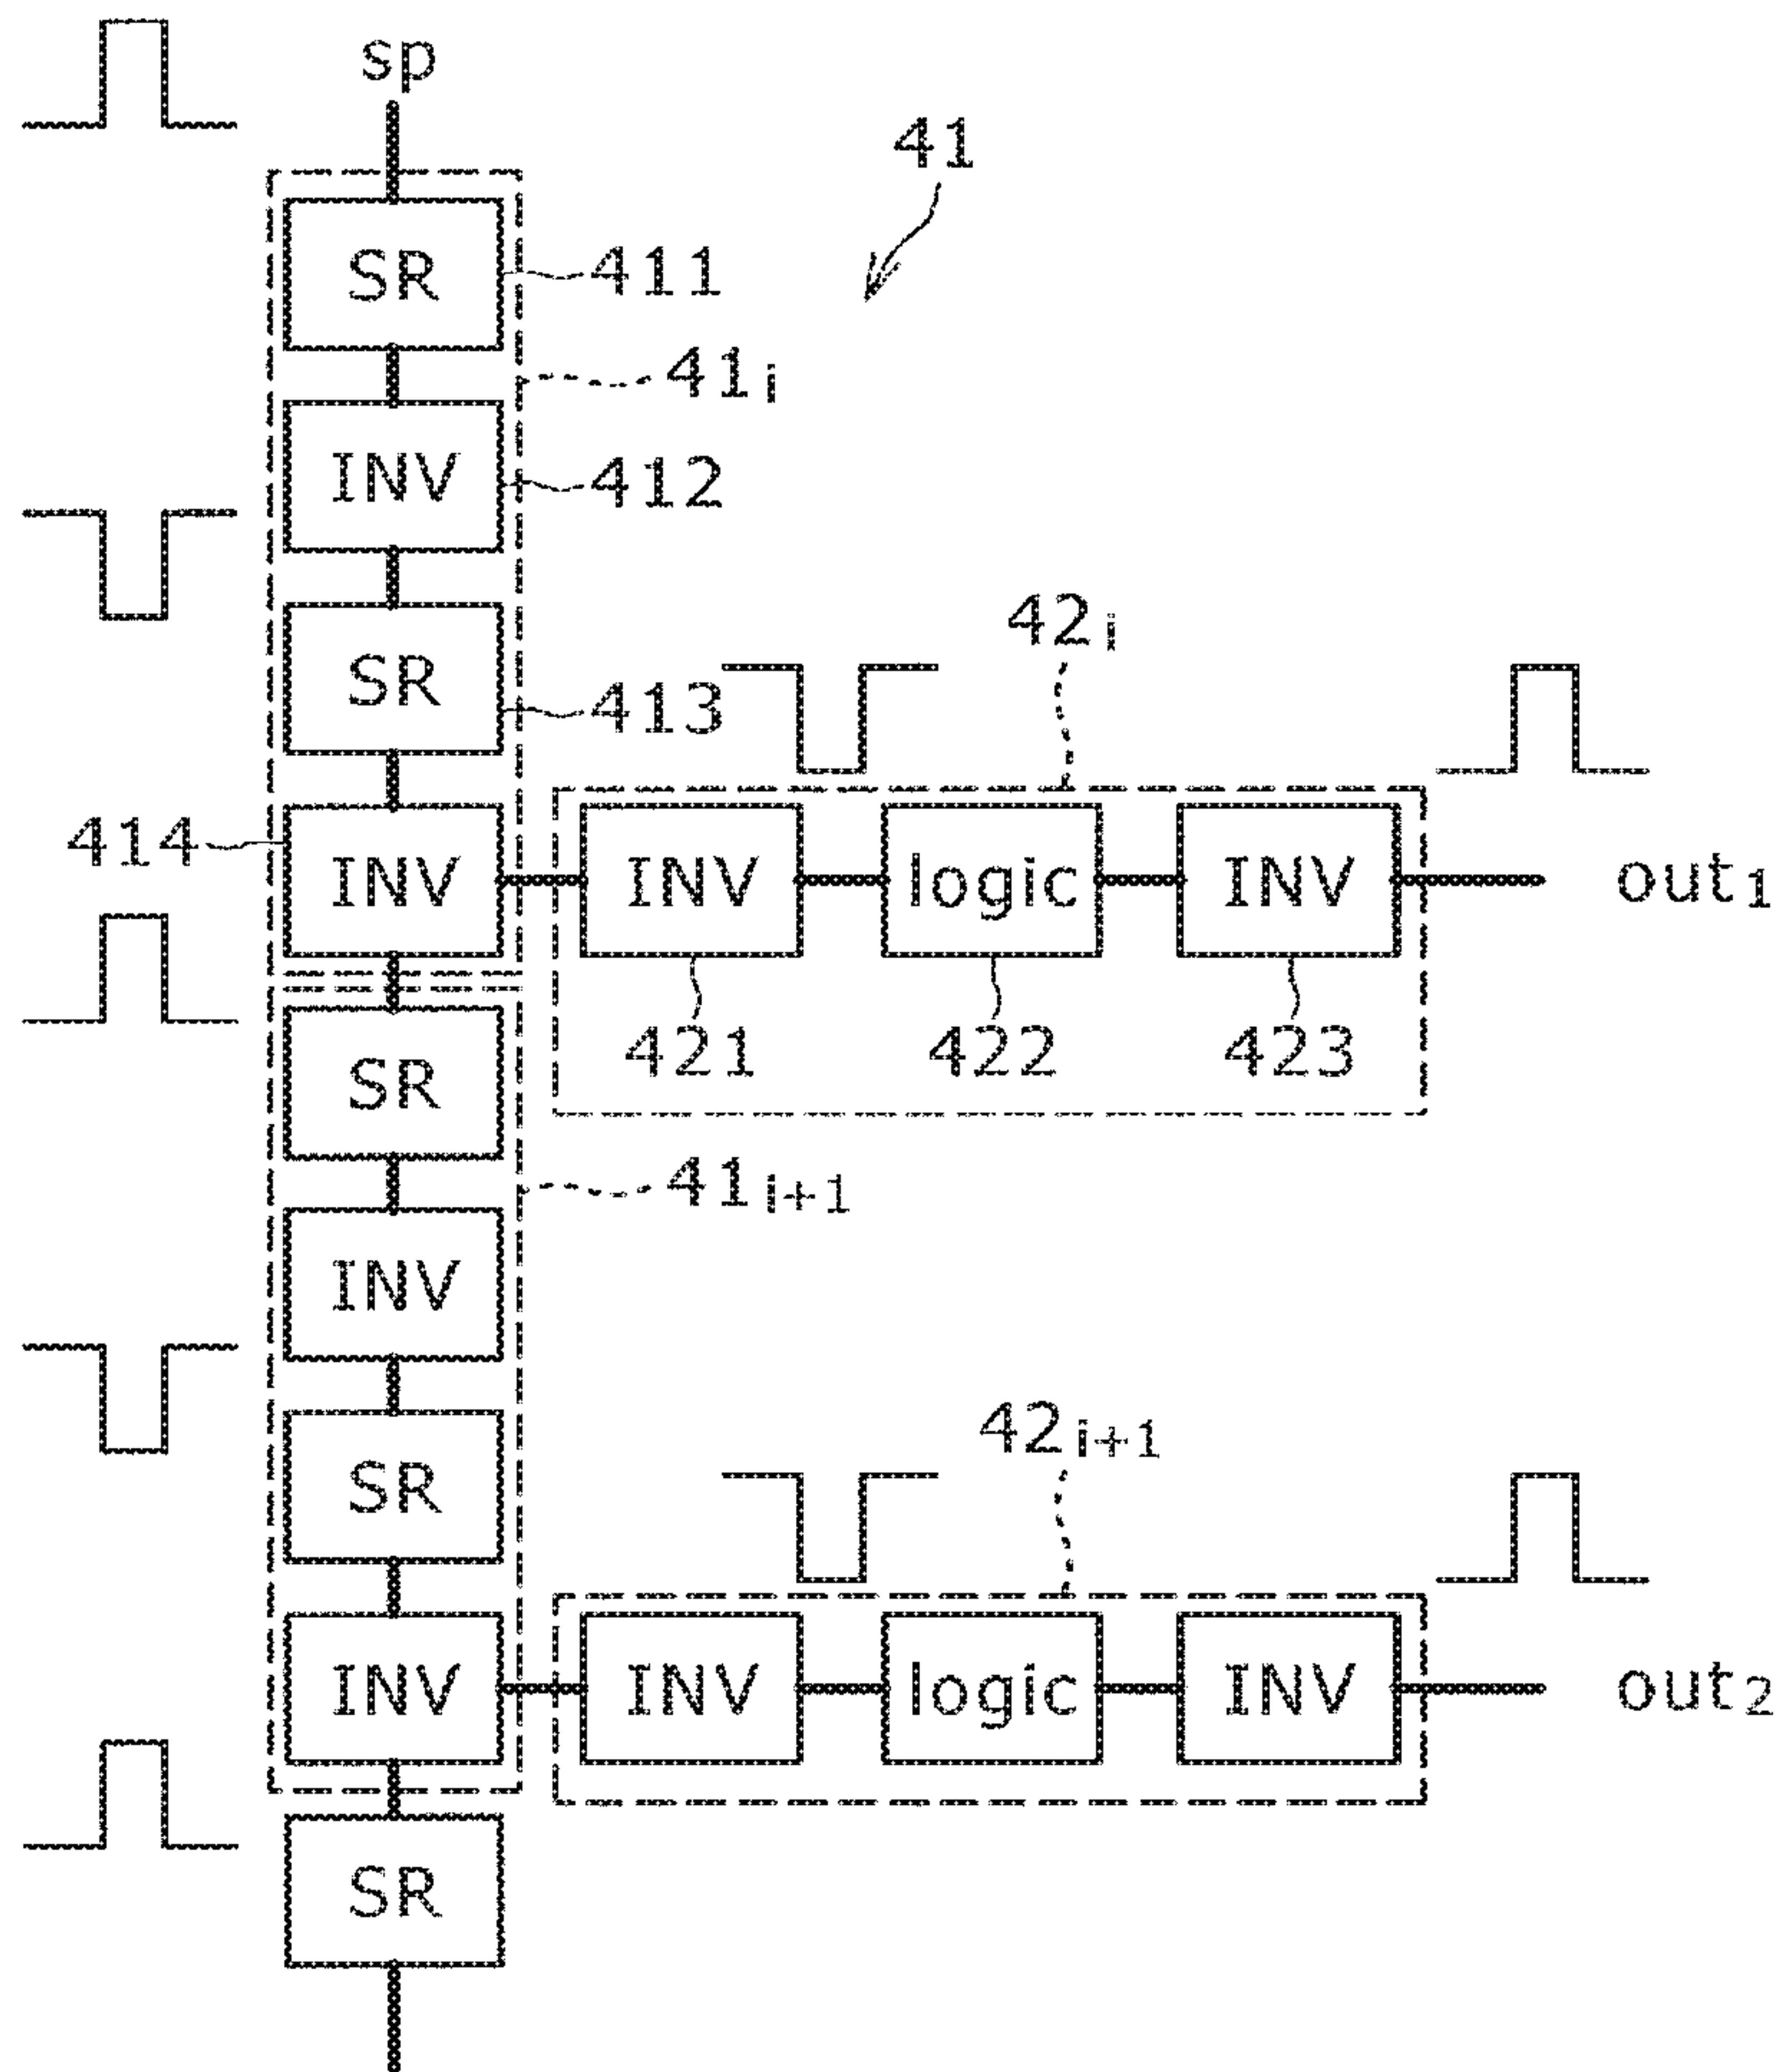 sp
41
SR 411
41i
INV 412
42i
SR 413
414 INV INV logic INV out1
421 422 423
SR
41i+1
INV
42i+1
SR
INV INV logic INV out2
SR